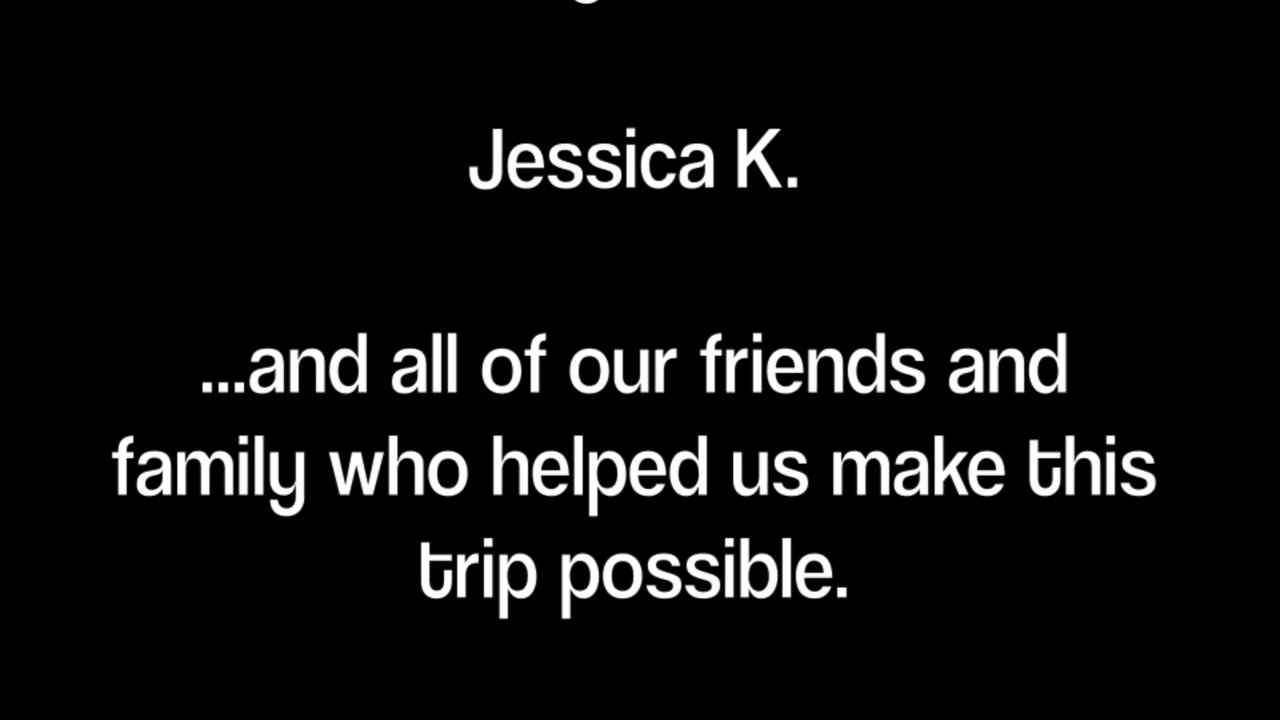 Jessica K.
...and all of our friends and
family who helped us make this
trip possible.